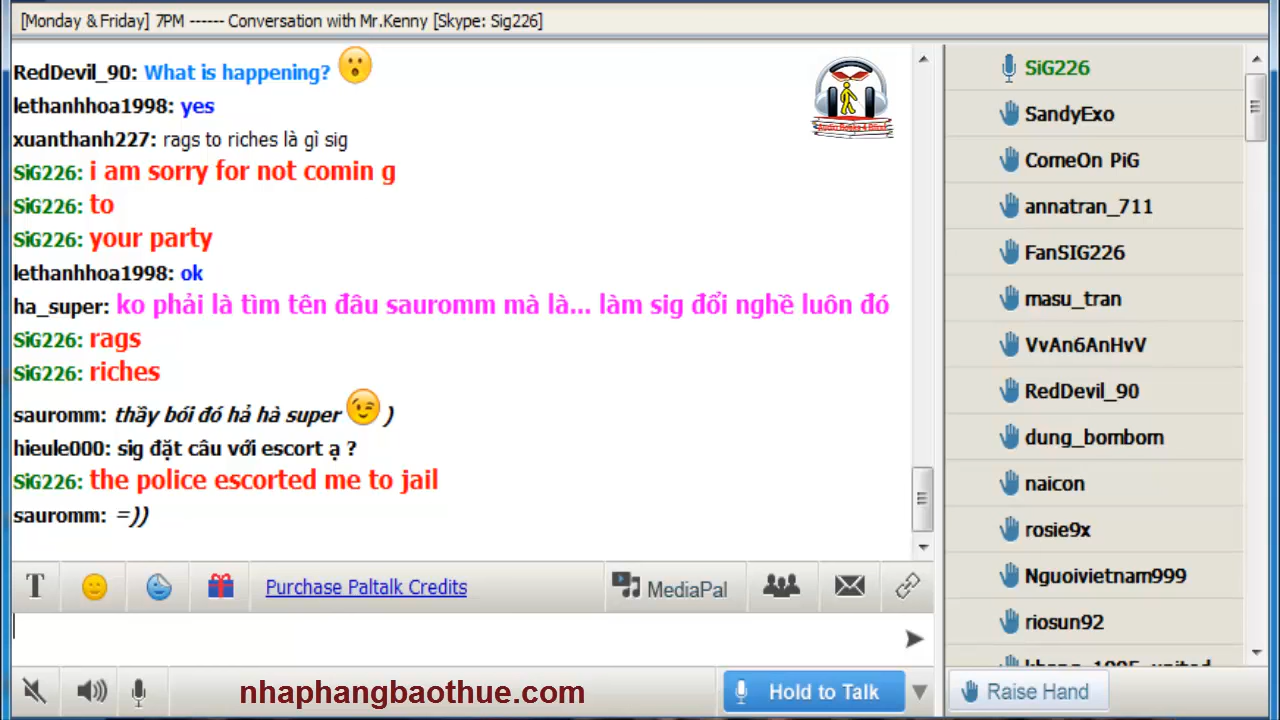 [Monday & Friday] 7PM ------ Conversation with Mr.Kenny [Skype: Sig226]
RedDevil_90: What is happening?
lethanhhoa1998: yes
xuanthanh227: rags to riches là gì sig
SiG226: i am sorry for not comin g
SiG226: to
SiG226: your party
lethanhhoa1998: ok
ha_super: ko phải là tìm tên đâu sauromm mà là... làm sig đổi nghề luôn đó
SiG226: rags
SiG226: riches
sauromm: thầy bói đó hả hà super )
hieule000: sig đặt câu với escort ạ ?
SiG226: the police escorted me to jail
sauromm: =))
T
Purchase Paltalk Credits
MediaPal
nhaphangbaothue.com
Hold to Talk
SiG226
SandyExo
ComeOn PiG
annatran_711
FanSIG226
masu_tran
VvAn6AnHvV
RedDevil_90
dung_bombom
naicon
rosie9x
Nguoivietnam999
riosun92
Raise Hand